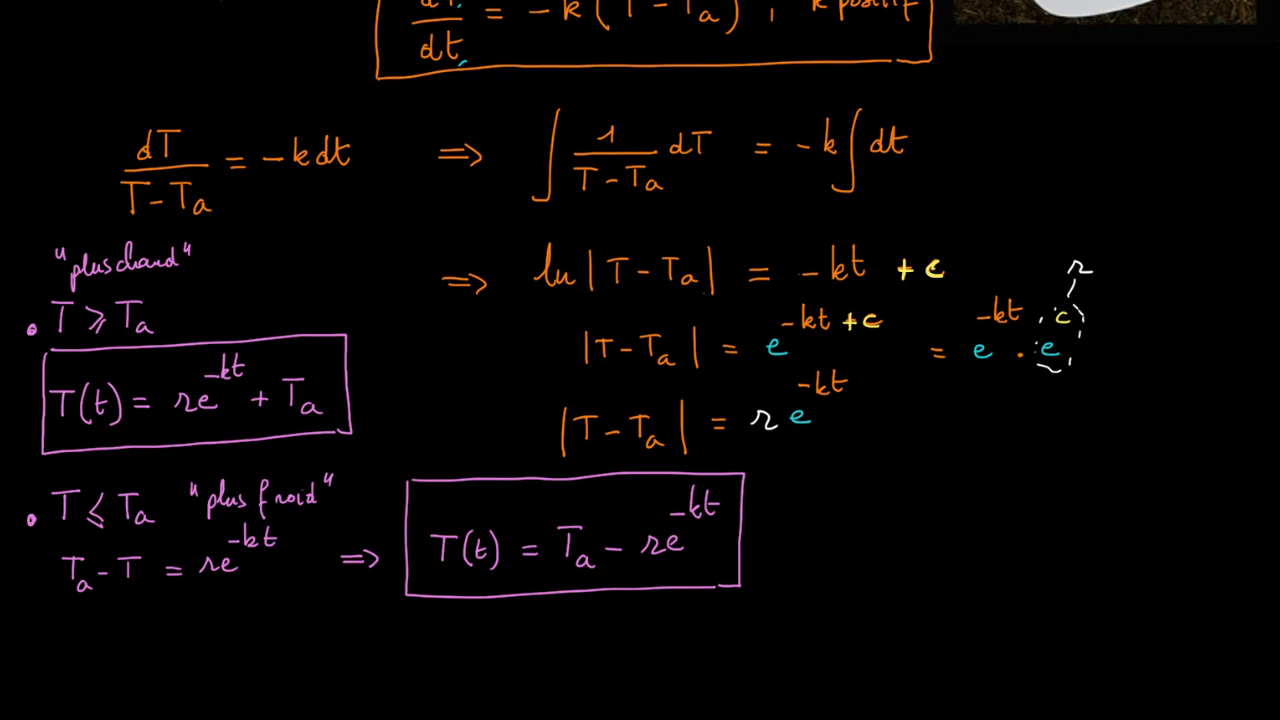 dT/dt = -k(T - Ta), k positif
dT/(T - Ta) = -k dt ⇒ ∫ 1/(T - Ta) dT = -k ∫ dt
⇒ ln|T - Ta| = -kt + c
|T - Ta| = e^(-kt + c) = e^(-kt) · e^c
r
|T - Ta| = r e^(-kt)
"plus chaud"
• T ⩾ Ta
T(t) = re^(-kt) + Ta
• T ⩽ Ta "plus froid"
Ta - T = re^(-kt) ⇒ T(t) = Ta - re^(-kt)